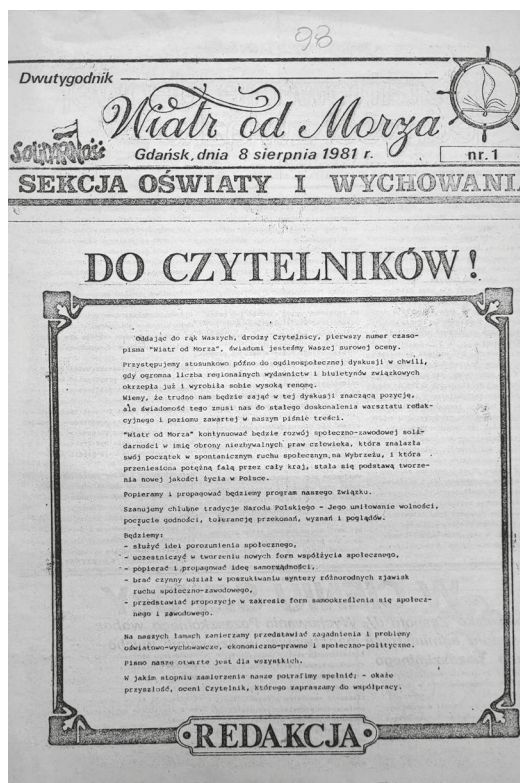 98
Dwutygodnik
Wiatr od Morza
Solidarność
Gdańsk, dnia 8 sierpnia 1981 r.
nr. 1
SEKCJA OŚWIATY I WYCHOWANIA
DO CZYTELNIKÓW!
Oddając do rąk Waszych, drodzy Czytelnicy, pierwszy numer czaso-
pisma "Wiatr od Morza", świadomi jesteśmy Waszej surowej oceny.
Przystępujemy stosunkowo późno do ogólnospołecznej dyskusji w chwili,
gdy ogromna liczba regionalnych wydawnictw i biuletynów związkowych
okrzepła już i wyrobiła sobie wysoką renomę.
Wiemy, że trudno nam będzie zająć w tej dyskusji znaczącą pozycję,
ale świadomość tego zmusi nas do stałego doskonalenia warsztatu redak-
cyjnego i poziomu zawartej w naszym piśmie treści.
"Wiatr od Morza" kontynuować będzie rozwój społeczno-zawodowej soli-
darności w imię obrony niezbywalnych praw człowieka, która znalazła
swój początek w spontanicznym ruchu społecznym na Wybrzeżu, i która
przeniesiona potężną falą przez cały kraj, stała się podstawą tworze-
nia nowej jakości życia w Polsce.
Popieramy i propagować będziemy program naszego Związku.
Szanujemy chlubne tradycje Narodu Polskiego - Jego umiłowanie wolności,
poczucie godności, tolerancję przekonań, wyznań i poglądów.
Będziemy:
- służyć idei porozumienia społecznego,
- uczestniczyć w tworzeniu nowych form współżycia społecznego,
- popierać i propagować ideę samorządności,
- brać czynny udział w poszukiwaniu syntezy różnorodnych zjawisk
ruchu społeczno-zawodowego,
- przedstawiać propozycje w zakresie form samookreślenia się społecz-
nego i zawodowego.
Na naszych łamach zamierzamy przedstawiać zagadnienia i problemy
oświatowo-wychowawcze, ekonomiczno-prawne i społeczno-polityczne.
Pismo nasze otwarte jest dla wszystkich.
W jakim stopniu zamierzenia nasze potrafimy spełnić; - okaże
przyszłość, oceni Czytelnik, którego zapraszamy do współpracy.
REDAKCJA